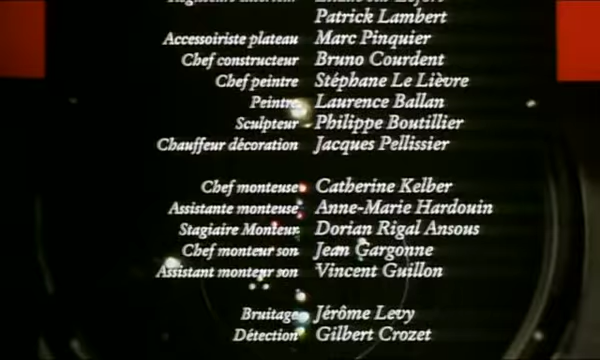 Patrick Lambert
Accessoiriste plateau Marc Pinquier
Chef constructeur Bruno Courdent
Chef peintre Stéphane Le Lièvre
Peintre Laurence Ballan
Sculpteur Philippe Boutillier
Chauffeur décoration Jacques Pellissier
Chef monteuse Catherine Kelber
Assistante monteuse Anne-Marie Hardouin
Stagiaire Monteur Dorian Rigal Ansous
Chef monteur son Jean Gargonne
Assistant monteur son Vincent Guillon
Bruitage Jérôme Levy
Détection Gilbert Crozet